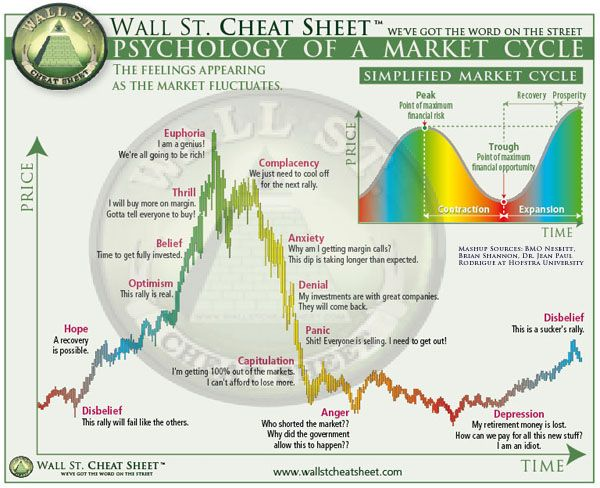 WALL ST.
CHEAT SHEET
WALL ST. CHEAT SHEET™
WE'VE GOT THE WORD ON THE STREET
PSYCHOLOGY OF A MARKET CYCLE
THE FEELINGS APPEARING
AS THE MARKET FLUCTUATES.
SIMPLIFIED MARKET CYCLE
Peak
Point of maximum
financial risk
Recovery
Prosperity
Trough
Point of maximum
financial opportunity
PRICE
Contraction
Expansion
TIME
MASHUP SOURCES: BMO NESBITT,
BRIAN SHANNON, DR. JEAN PAUL
RODRIGUE AT HOFSTRA UNIVERSITY
PRICE
WALL ST.
CHEAT SHEET
Euphoria
I am a genius!
We're all going to be rich!
Complacency
We just need to cool off
for the next rally.
Thrill
I will buy more on margin.
Gotta tell everyone to buy!
Belief
Time to get fully invested.
Anxiety
Why am I getting margin calls?
This dip is taking longer than expected.
Optimism
This rally is real.
Denial
My investments are with great companies.
They will come back.
Hope
A recovery
is possible.
Panic
Shit! Everyone is selling. I need to get out!
Disbelief
This is a sucker's rally.
Capitulation
I'm getting 100% out of the markets.
I can't afford to lose more.
Disbelief
This rally will fail like the others.
Anger
Who shorted the market??
Why did the government
allow this to happen??
Depression
My retirement money is lost.
How can we pay for all this new stuff?
I am an idiot.
WALL ST. CHEAT SHEET™
WE'VE GOT THE WORD ON THE STREET
www.wallstcheatsheet.com
TIME